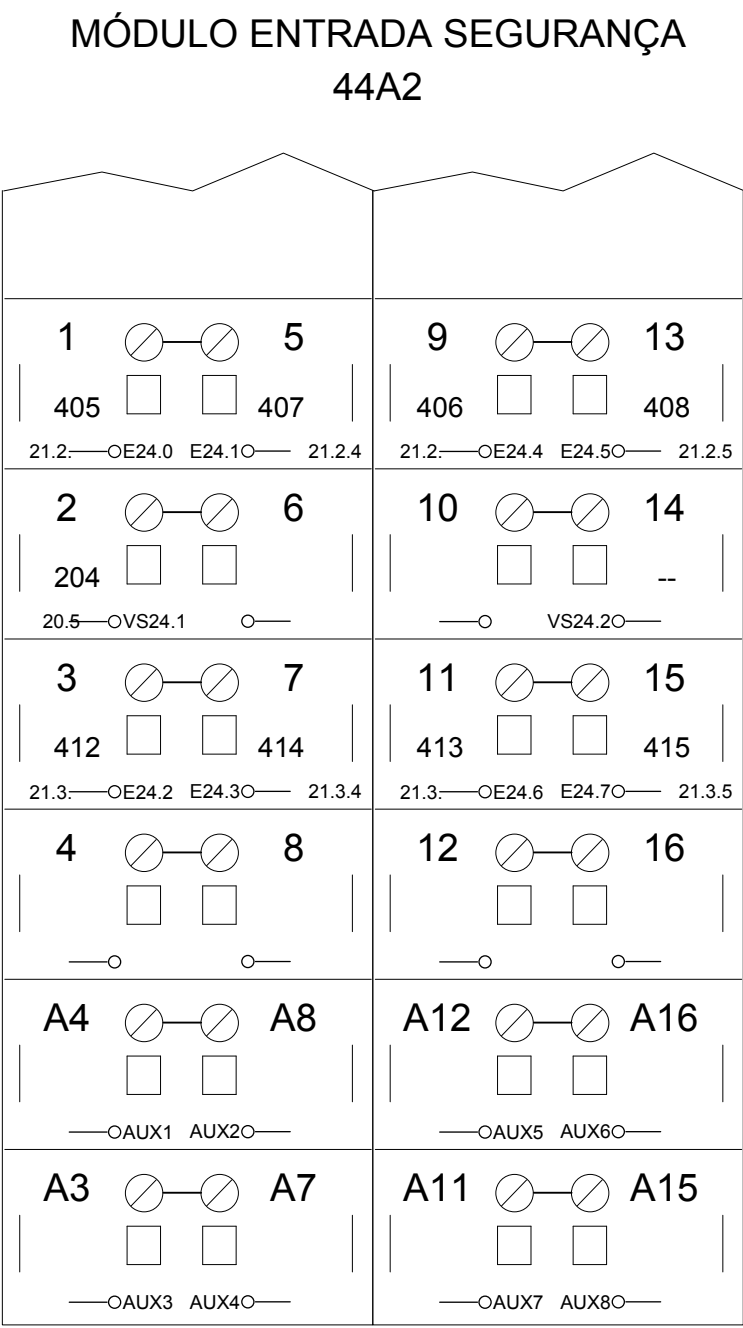 MÓDULO ENTRADA SEGURANÇA
44A2
1 5 9 13
405 407 406 408
21.2. E24.0 E24.1 21.2.4 21.2. E24.4 E24.5 21.2.5
2 6 10 14
204 --
20.5 VS24.1 VS24.2
3 7 11 15
412 414 413 415
21.3. E24.2 E24.3 21.3.4 21.3. E24.6 E24.7 21.3.5
4 8 12 16
A4 A8 A12 A16
AUX1 AUX2 AUX5 AUX6
A3 A7 A11 A15
AUX3 AUX4 AUX7 AUX8